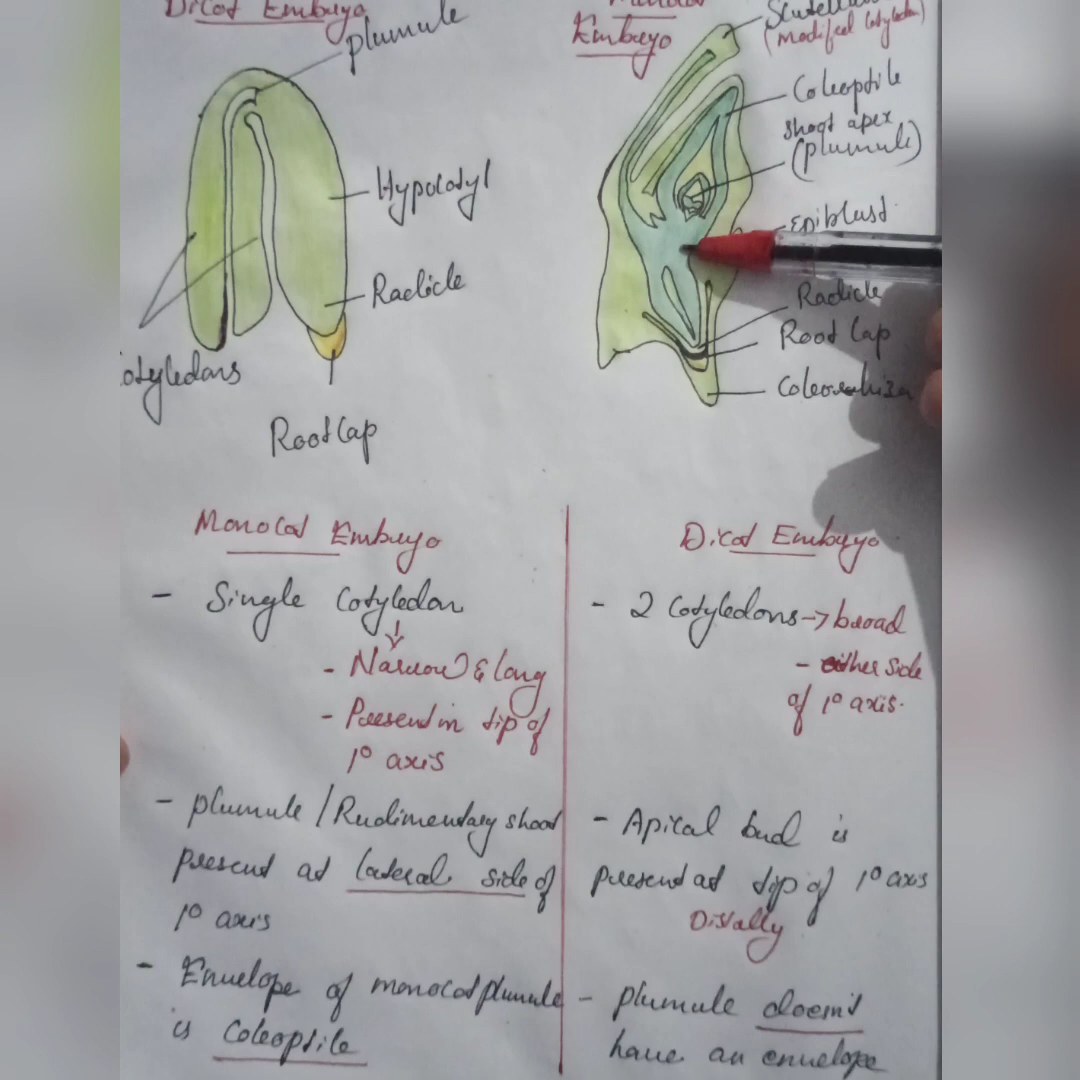 Dicot Embryo
plumule
Hypocotyl
Radicle
Cotyledons
Root Cap
Embryo
(modified cotyledon)
Coleoptile
shoot apex
(plumule)
Epiblast
Radicle
Root Cap
Coleorhiza
Monocot Embryo
- Single Cotyledon
- Narrow & long
- Present in tip of
1° axis
- plumule / Rudimentary shoot
present at lateral side of
1° axis
- Envelope of monocot plumule
is Coleoptile
Dicot Embryo
- 2 Cotyledons → broad
- either side
of 1° axis.
- Apical bud is
present at tip of 1° axis
Distally
- plumule doesn't
have an envelope